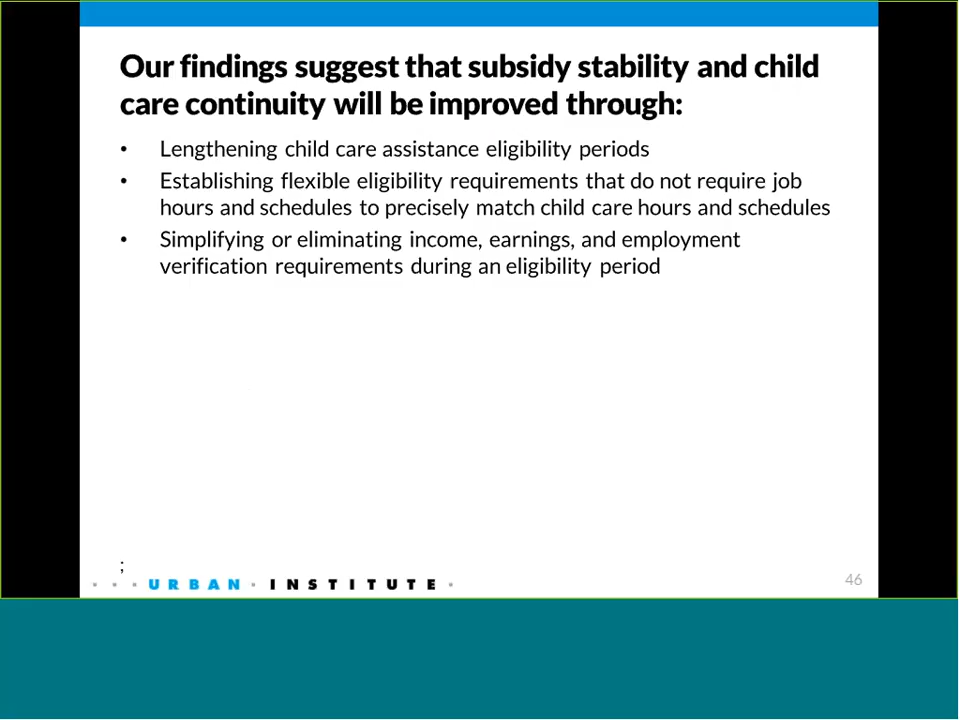 Our findings suggest that subsidy stability and child
care continuity will be improved through:
• Lengthening child care assistance eligibility periods
• Establishing flexible eligibility requirements that do not require job
hours and schedules to precisely match child care hours and schedules
• Simplifying or eliminating income, earnings, and employment
verification requirements during an eligibility period
;
URBAN INSTITUTE
46